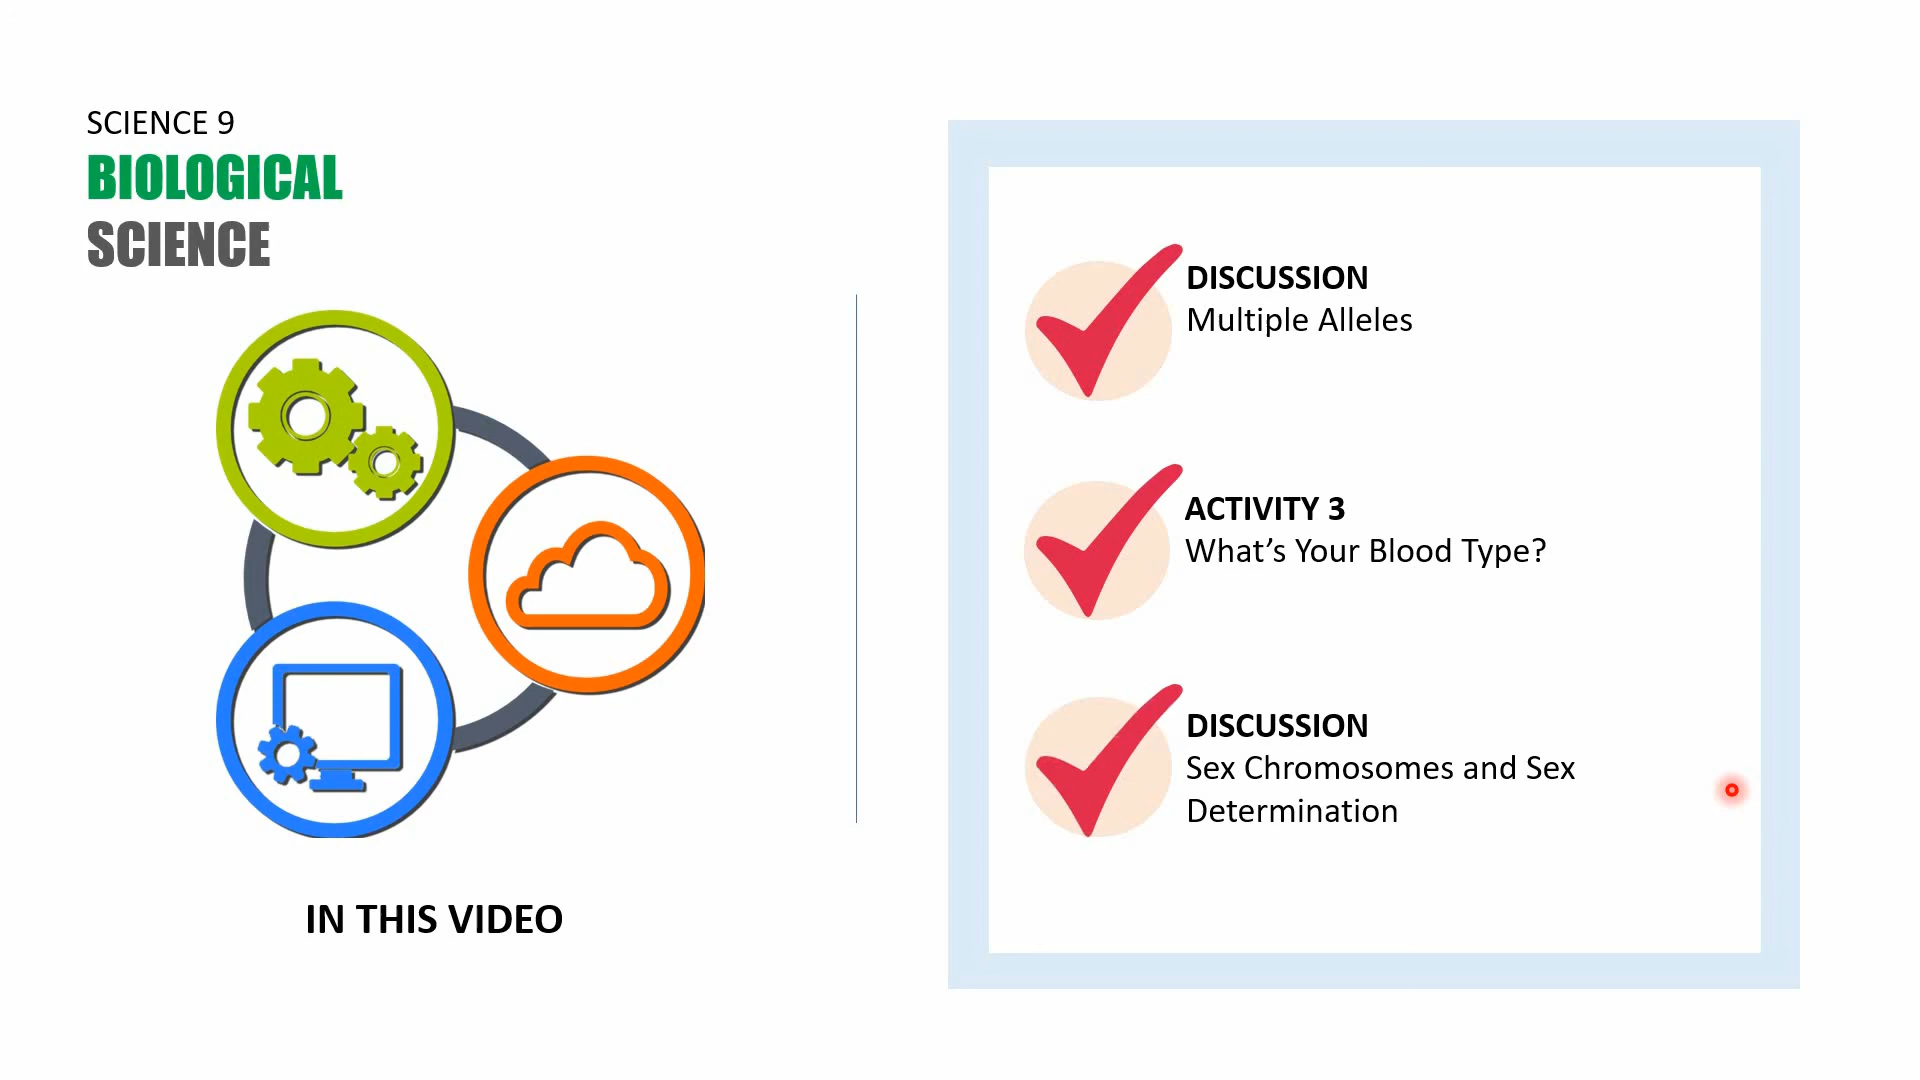 SCIENCE 9
BIOLOGICAL
SCIENCE
IN THIS VIDEO
DISCUSSION
Multiple Alleles
ACTIVITY 3
What’s Your Blood Type?
DISCUSSION
Sex Chromosomes and Sex
Determination